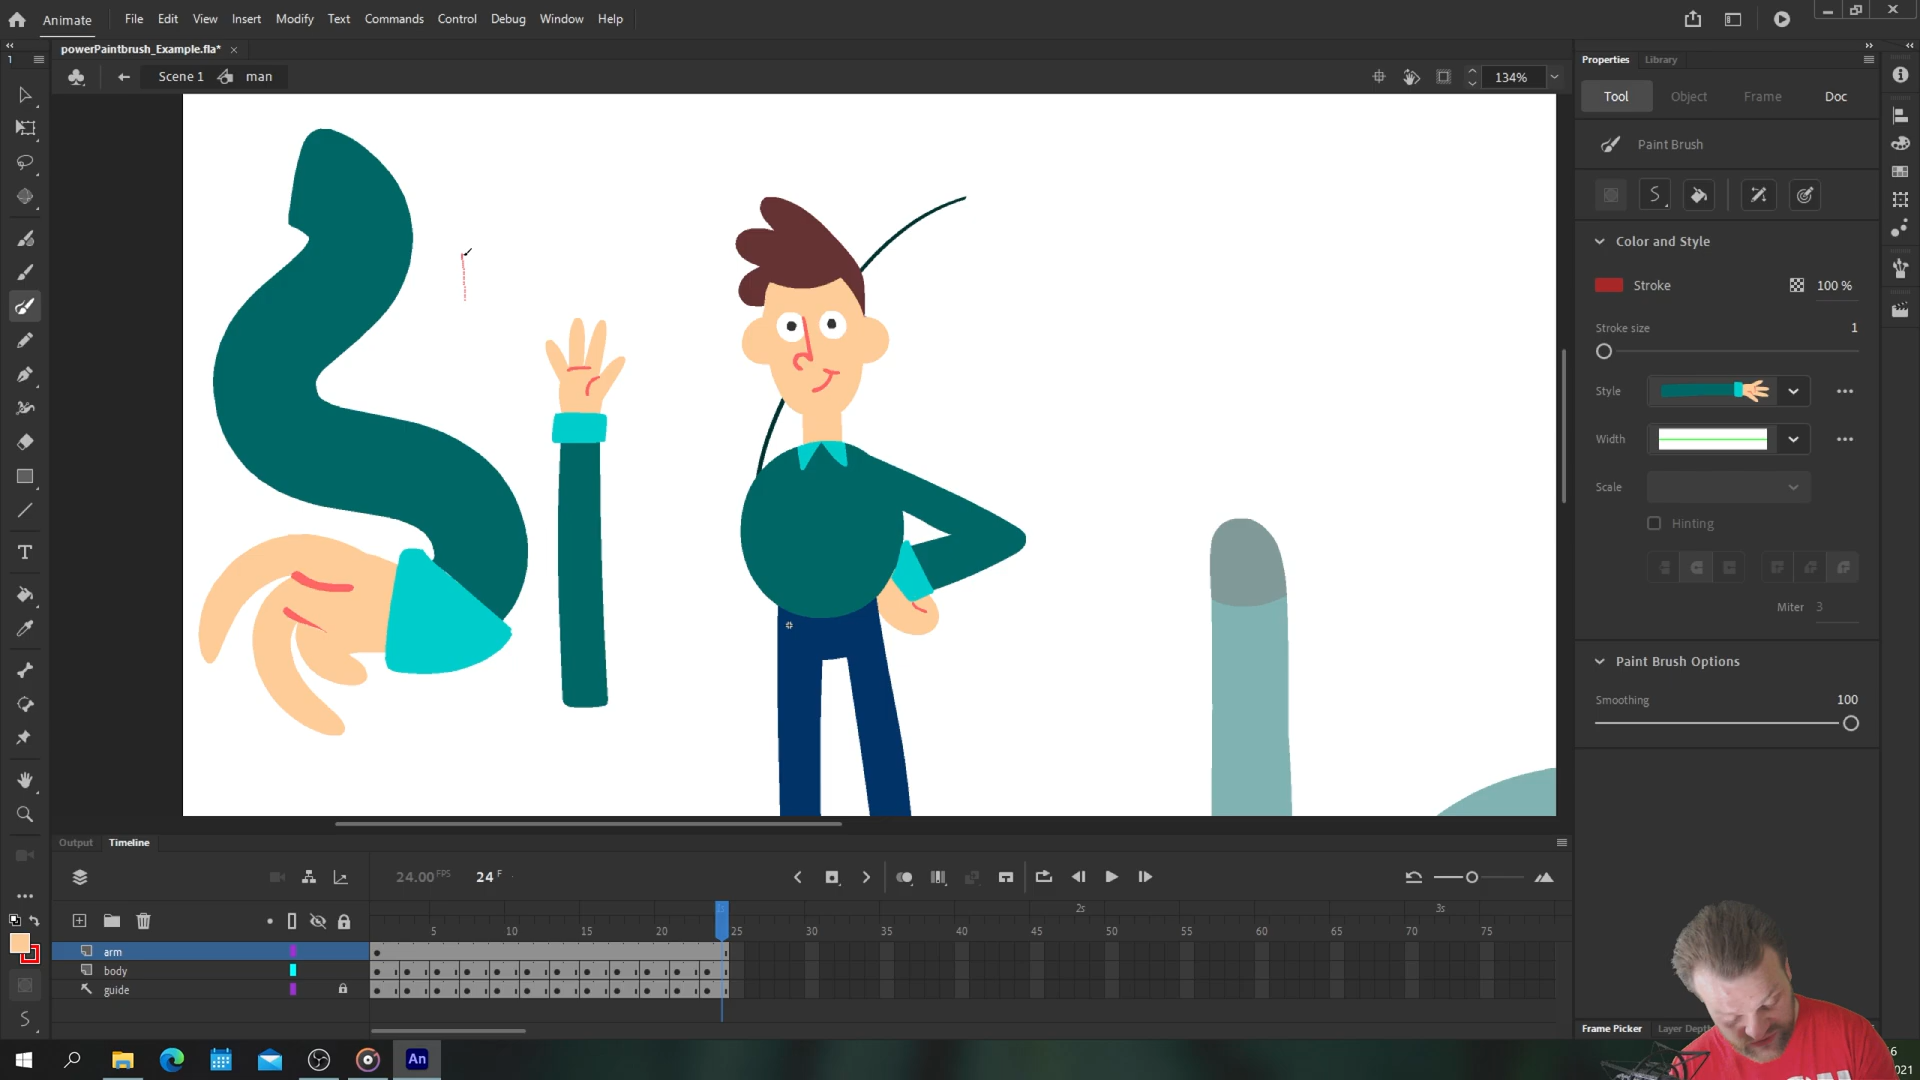 Animate File Edit View Insert Modify Text Commands Control Debug Window Help
powerPaintbrush_Example.fla*
1
Scene 1 man
134%
Properties Library
Tool Object Frame Doc
Paint Brush
Color and Style
Stroke 100 %
Stroke size 1
Style
Width
Scale
Hinting
Miter 3
Paint Brush Options
Smoothing 100
Output Timeline
24.00 FPS 24 F
1s 2s 3s
5 10 15 20 25 30 35 40 45 50 55 60 65 70 75
arm
body
guide
Frame Picker
An